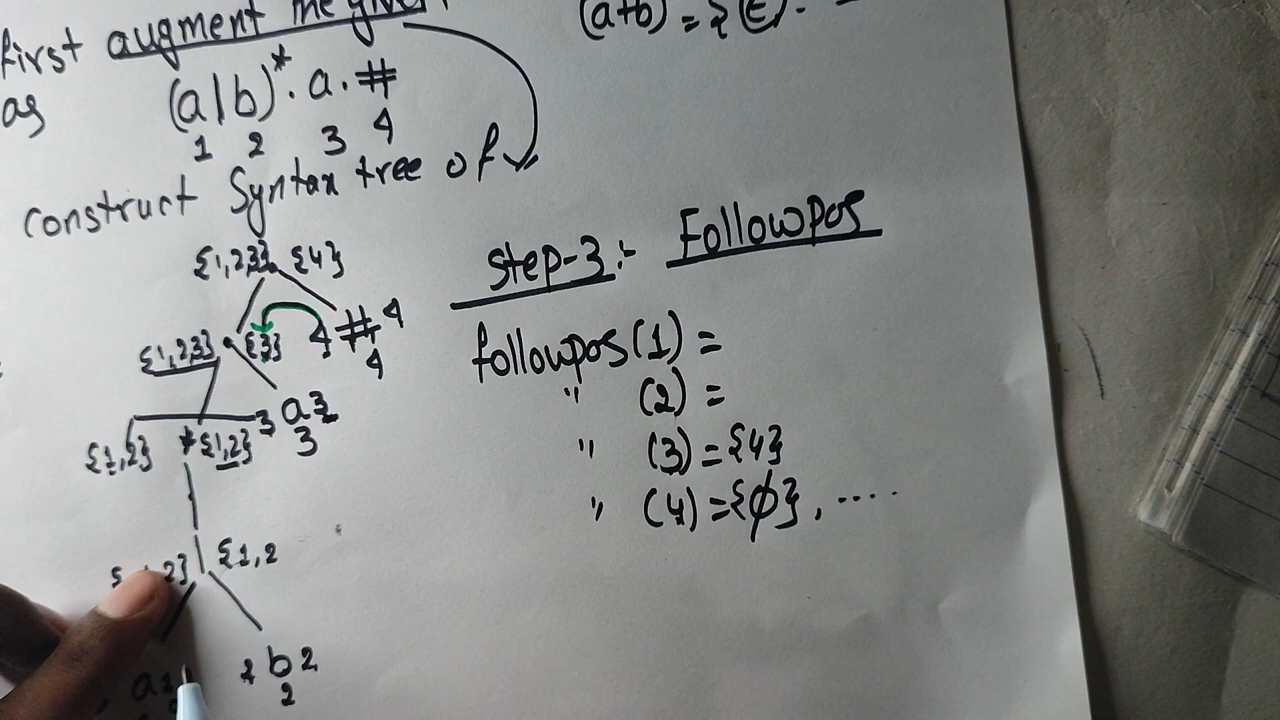 first augment the given
as (a|b)*. a. #
1 2 3 4
construct Syntax tree of
{1,2,3} {4}
{1,2,3} {3} 4 # 4
4
3 a 3
3
{1,2} * {1,2}
{1,2
2}
2 b 2
2
a
(a+b) =
Step-3:- Followpos
followpos(1) =
" (2) =
" (3) = {4}
" (4) = {ϕ}, ....